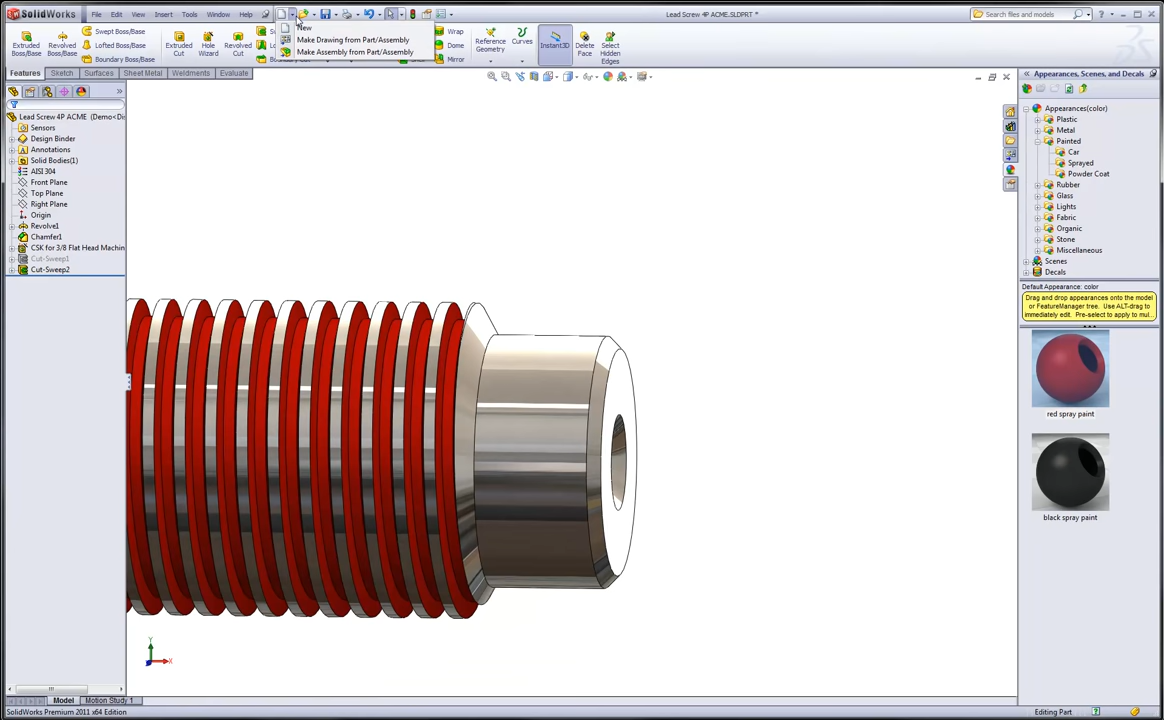 SolidWorks File Edit View Insert Tools Window Help Lead Screw 4P ACME.SLDPRT * Search files and models
New
Make Drawing from Part/Assembly
Make Assembly from Part/Assembly
Extruded Boss/Base
Revolved Boss/Base
Swept Boss/Base
Lofted Boss/Base
Boundary Boss/Base
Extruded Cut
Hole Wizard
Revolved Cut
Wrap
Dome
Mirror
Reference Geometry
Curves
Instant3D
Delete Face
Select Hidden Edges
Features Sketch Surfaces Sheet Metal Weldments Evaluate
Lead Screw 4P ACME (Demo<Di
Sensors
Design Binder
Annotations
Solid Bodies(1)
AISI 304
Front Plane
Top Plane
Right Plane
Origin
Revolve1
Chamfer1
CSK for 3/8 Flat Head Machin
Cut-Sweep1
Cut-Sweep2
Y
X
Appearances, Scenes, and Decals
Appearances(color)
Plastic
Metal
Painted
Car
Sprayed
Powder Coat
Rubber
Glass
Lights
Fabric
Organic
Stone
Miscellaneous
Scenes
Decals
Default Appearance: color
Drag and drop appearances onto the model
or FeatureManager tree. Use ALT-drag to
immediately edit. Pre-select to apply to mul...
red spray paint
black spray paint
Model Motion Study 1
SolidWorks Premium 2011 x64 Edition Editing Part